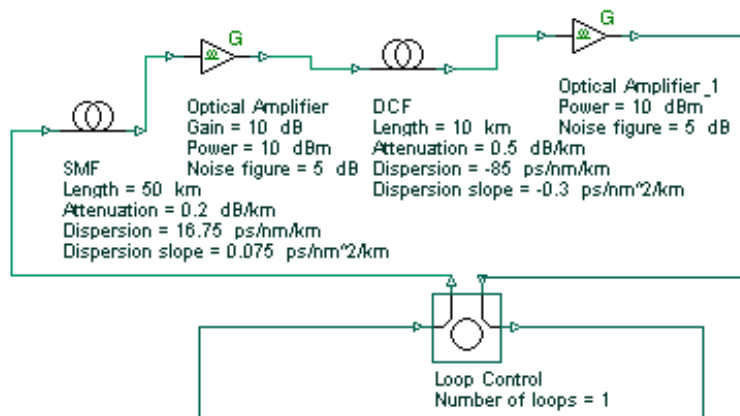 G
G
SMF
Length = 50 km
Attenuation = 0.2 dB/km
Dispersion = 16.75 ps/nm/km
Dispersion slope = 0.075 ps/nm^2/km
Optical Amplifier
Gain = 10 dB
Power = 10 dBm
Noise figure = 5 dB
DCF
Length = 10 km
Attenuation = 0.5 dB/km
Dispersion = -85 ps/nm/km
Dispersion slope = -0.3 ps/nm^2/km
Optical Amplifier_1
Power = 10 dBm
Noise figure = 5 dB
Loop Control
Number of loops = 1